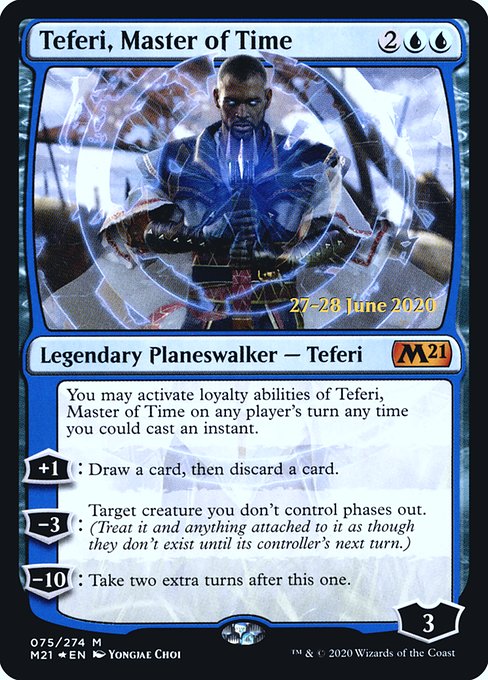 Teferi, Master of Time 2
27–28 June 2020
Legendary Planeswalker — Teferi M21
You may activate loyalty abilities of Teferi,
Master of Time on any player's turn any time
you could cast an instant.
+1: Draw a card, then discard a card.
−3: Target creature you don't control phases out.
(Treat it and anything attached to it as though
they don't exist until its controller's next turn.)
−10: Take two extra turns after this one.
3
075/274 M
M21 ★ EN Yongjae Choi ™ & © 2020 Wizards of the Coast